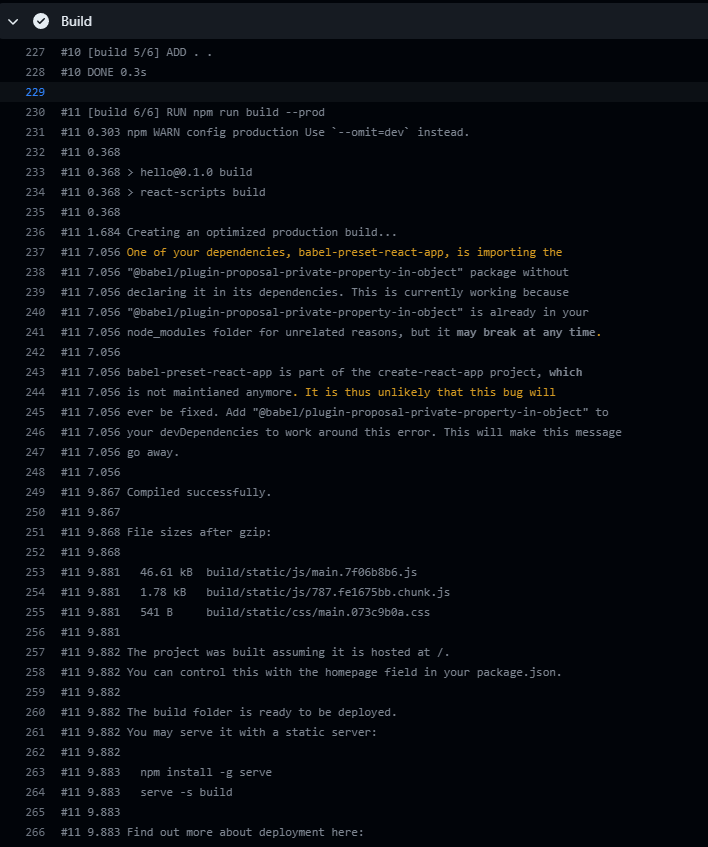 Build
227 #10 [build 5/6] ADD . .
228 #10 DONE 0.3s
229
230 #11 [build 6/6] RUN npm run build --prod
231 #11 0.303 npm WARN config production Use `--omit=dev` instead.
232 #11 0.368
233 #11 0.368 > hello@0.1.0 build
234 #11 0.368 > react-scripts build
235 #11 0.368
236 #11 1.684 Creating an optimized production build...
237 #11 7.056 One of your dependencies, babel-preset-react-app, is importing the
238 #11 7.056 "@babel/plugin-proposal-private-property-in-object" package without
239 #11 7.056 declaring it in its dependencies. This is currently working because
240 #11 7.056 "@babel/plugin-proposal-private-property-in-object" is already in your
241 #11 7.056 node_modules folder for unrelated reasons, but it may break at any time.
242 #11 7.056
243 #11 7.056 babel-preset-react-app is part of the create-react-app project, which
244 #11 7.056 is not maintianed anymore. It is thus unlikely that this bug will
245 #11 7.056 ever be fixed. Add "@babel/plugin-proposal-private-property-in-object" to
246 #11 7.056 your devDependencies to work around this error. This will make this message
247 #11 7.056 go away.
248 #11 7.056
249 #11 9.867 Compiled successfully.
250 #11 9.867
251 #11 9.868 File sizes after gzip:
252 #11 9.868
253 #11 9.881   46.61 kB  build/static/js/main.7f06b8b6.js
254 #11 9.881   1.78 kB   build/static/js/787.fe1675bb.chunk.js
255 #11 9.881   541 B     build/static/css/main.073c9b0a.css
256 #11 9.881
257 #11 9.882 The project was built assuming it is hosted at /.
258 #11 9.882 You can control this with the homepage field in your package.json.
259 #11 9.882
260 #11 9.882 The build folder is ready to be deployed.
261 #11 9.882 You may serve it with a static server:
262 #11 9.882
263 #11 9.883   npm install -g serve
264 #11 9.883   serve -s build
265 #11 9.883
266 #11 9.883 Find out more about deployment here: